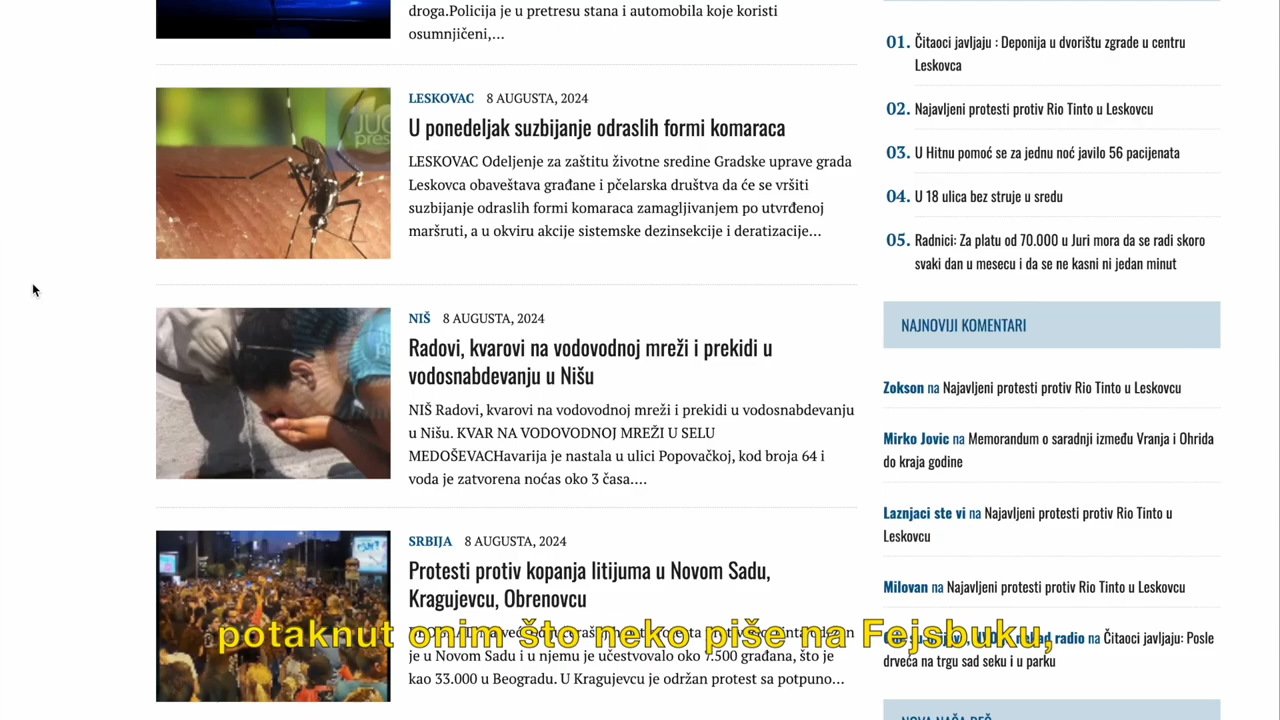 droga.Policija je u pretresu stana i automobila koje koristi
osumnjičeni,…
LESKOVAC 8 AUGUSTA, 2024
U ponedeljak suzbijanje odraslih formi komaraca
LESKOVAC Odeljenje za zaštitu životne sredine Gradske uprave grada
Leskovca obaveštava građane i pčelarska društva da će se vršiti
suzbijanje odraslih formi komaraca zamagljivanjem po utvrđenoj
maršruti, a u okviru akcije sistemske dezinsekcije i deratizacije…
NIŠ 8 AUGUSTA, 2024
Radovi, kvarovi na vodovodnoj mreži i prekidi u
vodosnabdevanju u Nišu
NIŠ Radovi, kvarovi na vodovodnoj mreži i prekidi u vodosnabdevanju
u Nišu. KVAR NA VODOVODNOJ MREŽI U SELU
MEDOŠEVACHavarija je nastala u ulici Popovačkoj, kod broja 64 i
voda je zatvorena noćas oko 3 časa.…
SRBIJA 8 AUGUSTA, 2024
Protesti protiv kopanja litijuma u Novom Sadu,
Kragujevcu, Obrenovcu
je u Novom Sadu i u njemu je učestvovalo oko 7.500 građana, što je
kao 33.000 u Beogradu. U Kragujevcu je održan protest sa potpuno…
01. Čitaoci javljaju : Deponija u dvorištu zgrade u centru
Leskovca
02. Najavljeni protesti protiv Rio Tinto u Leskovcu
03. U Hitnu pomoć se za jednu noć javilo 56 pacijenata
04. U 18 ulica bez struje u sredu
05. Radnici: Za platu od 70.000 u Juri mora da se radi skoro
svaki dan u mesecu i da se ne kasni ni jedan minut
NAJNOVIJI KOMENTARI
Zokson na Najavljeni protesti protiv Rio Tinto u Leskovcu
Mirko Jovic na Memorandum o saradnji između Vranja i Ohrida
do kraja godine
Laznjaci ste vi na Najavljeni protesti protiv Rio Tinto u
Leskovcu
Milovan na Najavljeni protesti protiv Rio Tinto u Leskovcu
radio na Čitaoci javljaju: Posle
drveća na trgu sad seku i u parku
potaknut onim što neko piše na Fejsbuku,